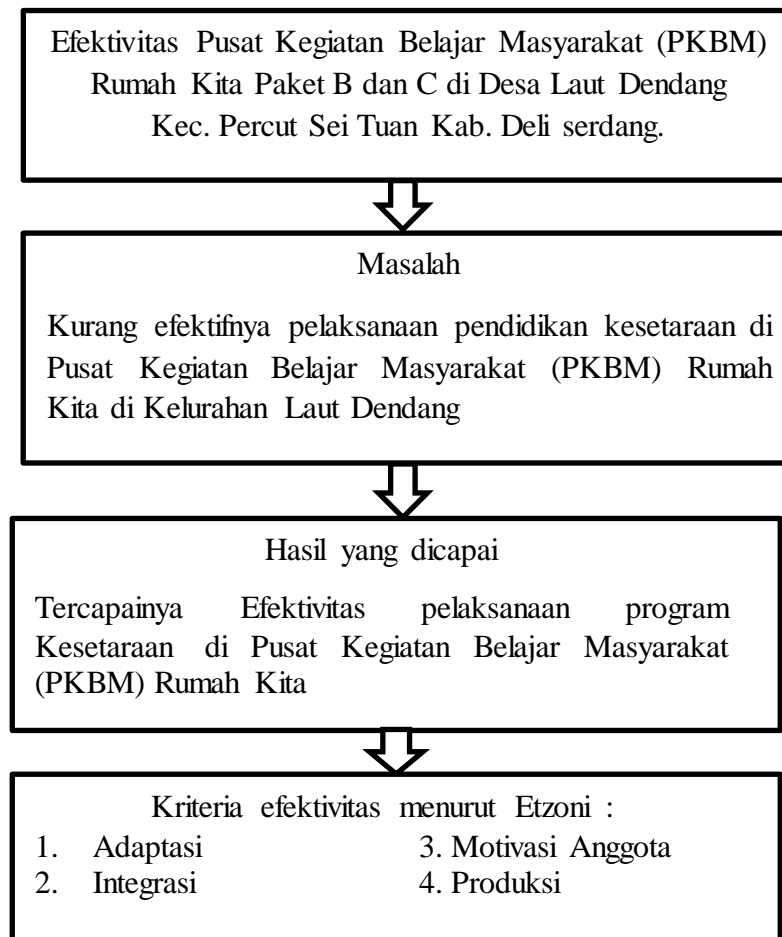 Efektivitas Pusat Kegiatan Belajar Masyarakat (PKBM)
Rumah Kita Paket B dan C di Desa Laut Dendang
Kec. Percut Sei Tuan Kab. Deli serdang.
Masalah
Kurang efektifnya pelaksanaan pendidikan kesetaraan di
Pusat Kegiatan Belajar Masyarakat (PKBM) Rumah
Kita di Kelurahan Laut Dendang
Hasil yang dicapai
Tercapainya Efektivitas pelaksanaan program
Kesetaraan di Pusat Kegiatan Belajar Masyarakat
(PKBM) Rumah Kita
Kriteria efektivitas menurut Etzoni :
1. Adaptasi 3. Motivasi Anggota
2. Integrasi 4. Produksi